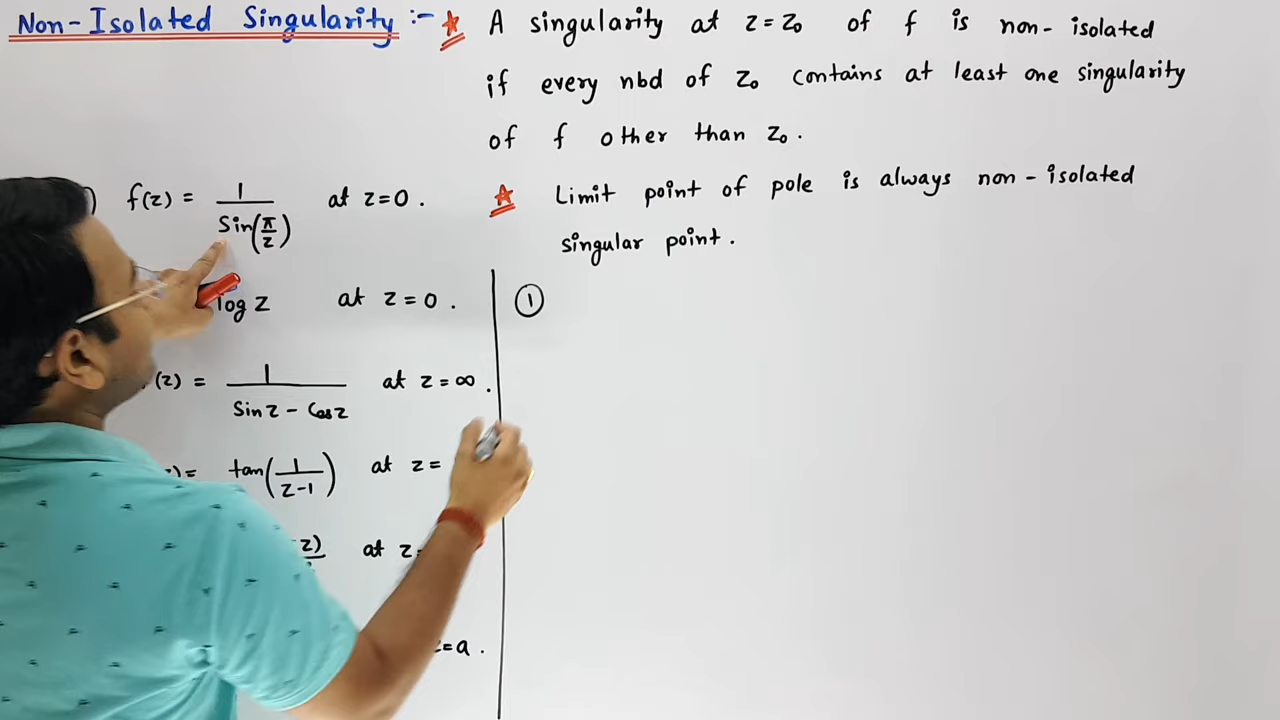 Non-Isolated Singularity :- ☆ A singularity at z = z₀ of f is non-isolated
if every nbd of z₀ contains at least one singularity
of f other than z₀.
☆ Limit point of pole is always non-isolated
singular point.
) f(z) = 1/Sin(π/z) at z=0.
log z at z = 0.
(z) = 1/(Sinz - Cosz) at z = ∞.
) = tan(1/(z-1)) at z =
z) at z
=a.
①